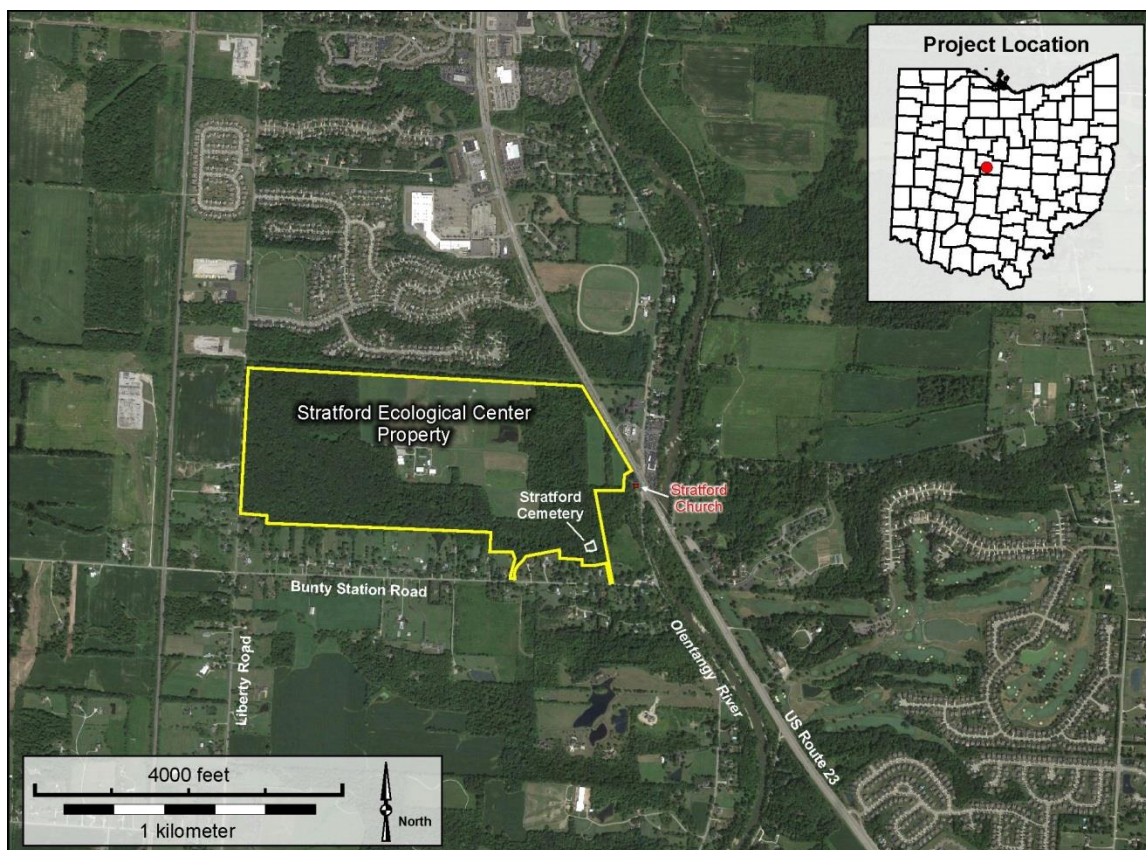 Project Location
Stratford Ecological Center
Property
Stratford
Cemetery
Stratford
Church
Bunty Station Road
Liberty Road
Olentangy River
US Route 23
4000 feet
1 kilometer
North